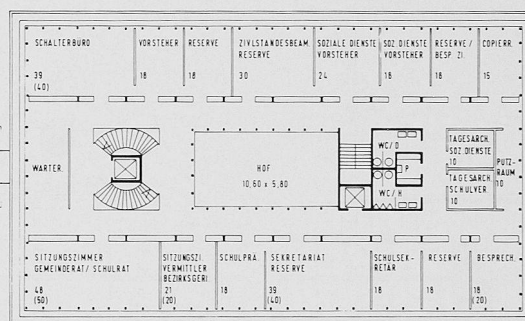 SCHALTERBÜRO
39
(40)
VORSTEHER
18
RESERVE
18
ZIVLSTANDESBEAM.
RESERVE
30
SOZIALE DIENSTE
VORSTEHER
24
SOZ. DIENSTE
VORSTEHER
18
RESERVE/
BESP. ZI.
18
COPIERR.
15
WARTER.
HOF
10,60 x 5,80
WC/D
P
WC/H
TAGESARCH.
SOZ. DIENSTE
10
TAGESARCH
SCHULVER.
10
PUTZ-
RAUM
10
SITZUNGSZIMMER
GEMEINDERAT/ SCHULRAT
48
(50)
SITZUNGSZI.
VERMITTLER
BEZIRKSGERI
21
(20)
SCHULPRÄ.
18
SEKRETARIAT
RESERVE
39
(40)
SCHULSEK-
RETÄR
18
RESERVE
18
BESPRECH.
18
(20)